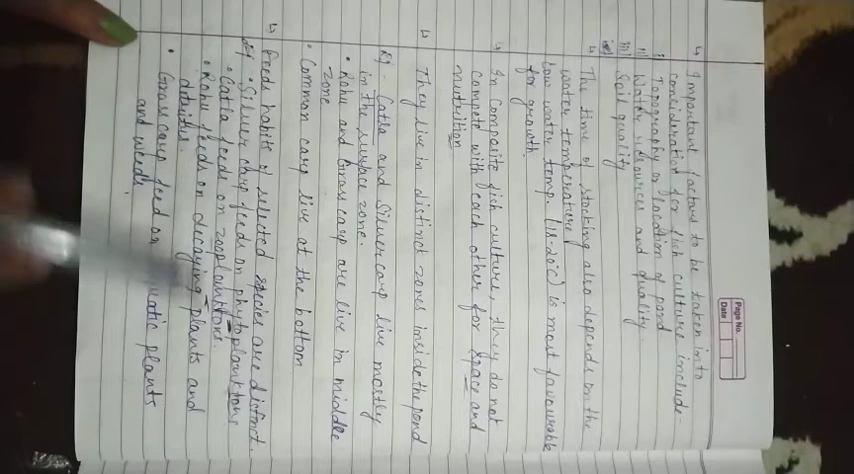 Page No.
Date
↳ Important factors to be taken into
consideration for fish culture include-
i) Topography or location of pond
ii) Water resources and quality.
iii) Soil quality
↳ The time of stocking also depends on the
water temperature
Low water temp. (18-20°C) is most favourable
for growth.
↳ In composite fish culture, they do not
compete with each other for space and
nutrition
↳ They live in distinct zones inside the pond
eg - Catla and Silver carp live mostly
in the surface zone.
• Rohu and Grass carp are live in middle
zone
• Common carp live at the bottom
↳ Feeds habits of selected species are distinct.
eg • Silver carp feeds on phytoplanktons
• Catla feeds on zooplanktons.
• Rohu feeds on decaying plants and
detritus.
• Grass carp feed on plants
and weeds.